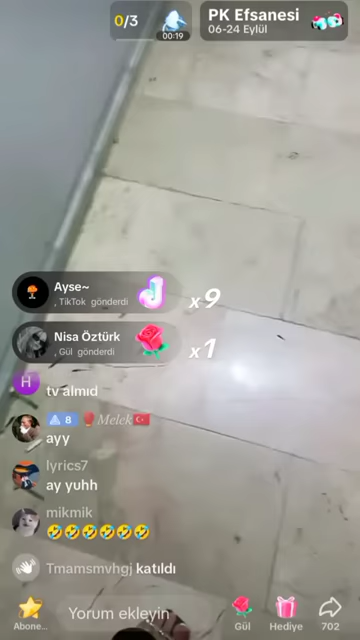 0/3
00:19
PK Efsanesi
06-24 Eylül
Ayse~
, TikTok gönderdi
x9
Nisa Öztürk
, Gül gönderdi
x1
H
tv almıd
8 Melek
ayy
lyrics7
ay yuhh
mikmik
🤣🤣🤣🤣🤣🤣
Tmamsmvhgj katıldı
Abone...
Yorum ekleyin
Gül
Hediye
702